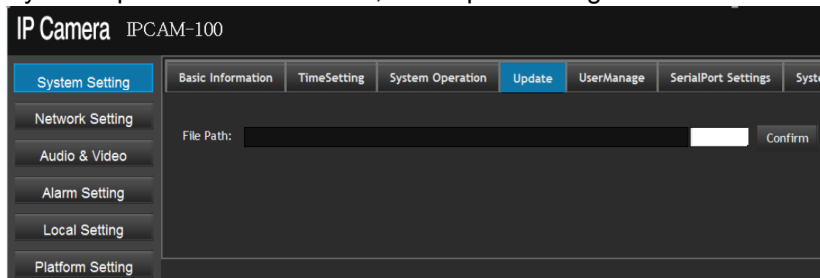 IP Camera IPCAM-100
System Setting
Basic Information TimeSetting System Operation Update UserManage SerialPort Settings
Network Setting
File Path: Confirm
Audio & Video
Alarm Setting
Local Setting
Platform Setting